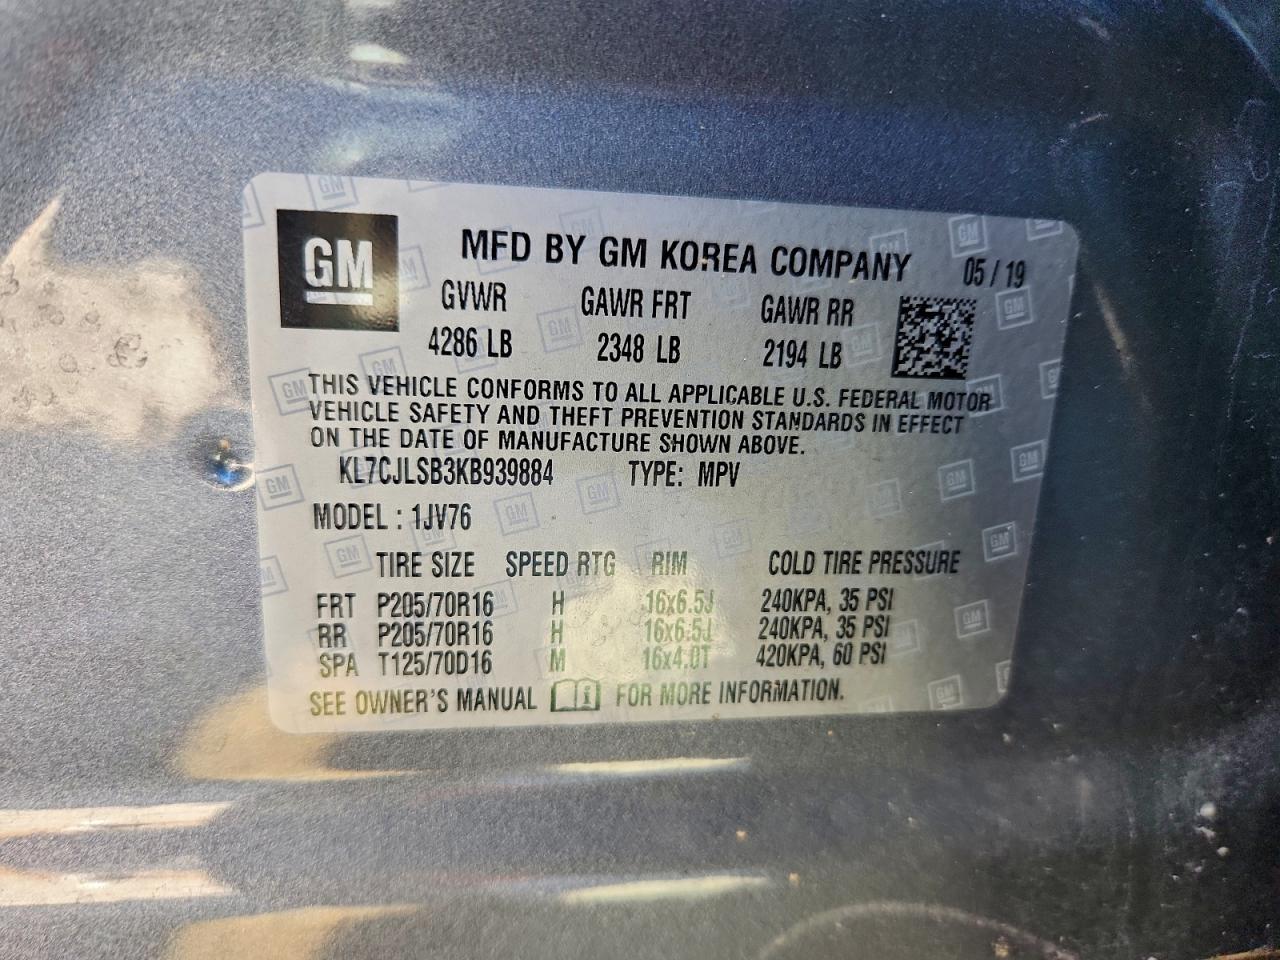 GM
MFD BY GM KOREA COMPANY 05 / 19
GVWR GAWR FRT GAWR RR
4286 LB 2348 LB 2194 LB
THIS VEHICLE CONFORMS TO ALL APPLICABLE U.S. FEDERAL MOTOR
VEHICLE SAFETY AND THEFT PREVENTION STANDARDS IN EFFECT
ON THE DATE OF MANUFACTURE SHOWN ABOVE.
KL7CJLSB3KB939884 TYPE: MPV
MODEL : 1JV76
TIRE SIZE SPEED RTG RIM COLD TIRE PRESSURE
FRT P205/70R16 H 16x6.5J 240KPA, 35 PSI
RR P205/70R16 H 16x6.5J 240KPA, 35 PSI
SPA T125/70D16 M 16x4.0T 420KPA, 60 PSI
SEE OWNER'S MANUAL FOR MORE INFORMATION.